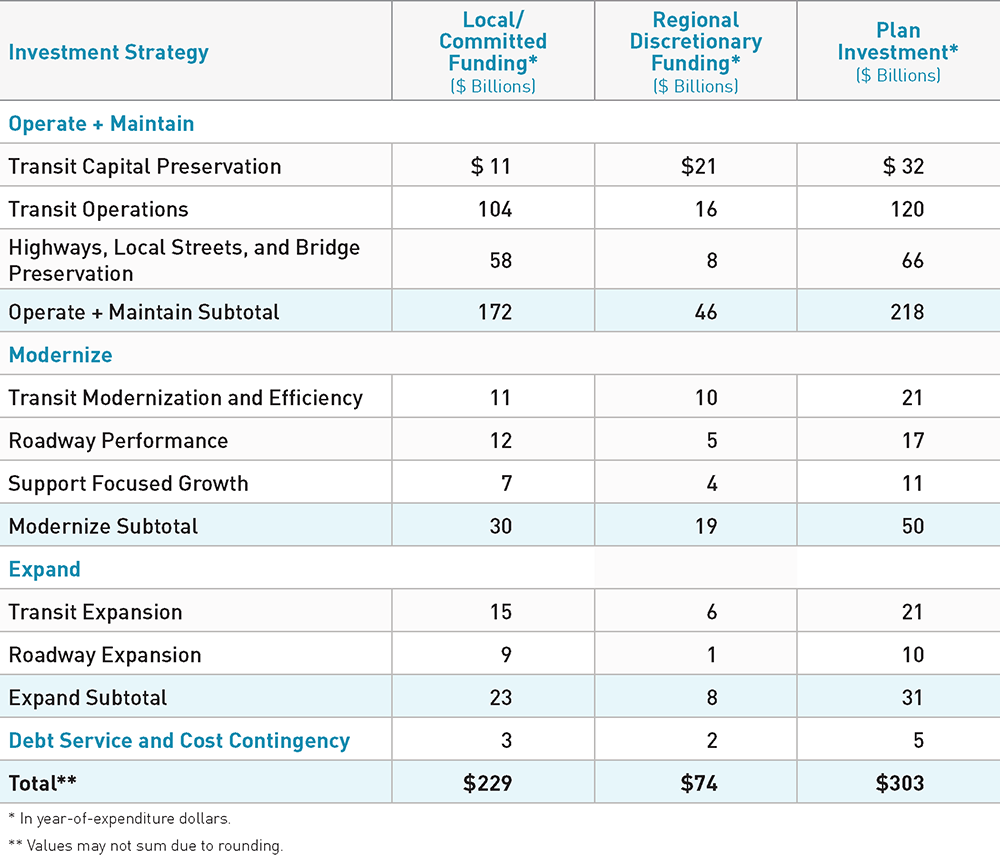 Investment Strategy
Local/
Committed
Funding*
($ Billions)
Regional
Discretionary
Funding*
($ Billions)
Plan
Investment*
($ Billions)
Operate + Maintain
Transit Capital Preservation $ 11 $21 $ 32
Transit Operations 104 16 120
Highways, Local Streets, and Bridge
Preservation 58 8 66
Operate + Maintain Subtotal 172 46 218
Modernize
Transit Modernization and Efficiency 11 10 21
Roadway Performance 12 5 17
Support Focused Growth 7 4 11
Modernize Subtotal 30 19 50
Expand
Transit Expansion 15 6 21
Roadway Expansion 9 1 10
Expand Subtotal 23 8 31
Debt Service and Cost Contingency 3 2 5
Total** $229 $74 $303
* In year-of-expenditure dollars.
** Values may not sum due to rounding.